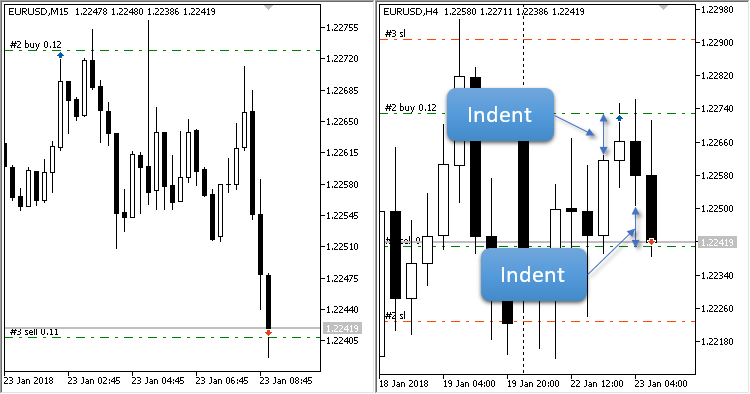 EURUSD,M15 1.22478 1.22480 1.22386 1.22419
#2 buy 0.12
#3 sell 0.11
1.22755
1.22720
1.22685
1.22650
1.22615
1.22580
1.22545
1.22510
1.22475
1.22440
1.22419
1.22405
23 Jan 2018
23 Jan 02:45
23 Jan 04:45
23 Jan 06:45
23 Jan 08:45
EURUSD,H4 1.22580 1.22711 1.22386 1.22419
#3 sl
#2 buy 0.12
Indent
sell 0
Indent
#2 sl
1.22980
1.22900
1.22820
1.22740
1.22660
1.22580
1.22500
1.22419
1.22340
1.22260
1.22180
18 Jan 2018
19 Jan 04:00
19 Jan 20:00
22 Jan 12:00
23 Jan 04:00